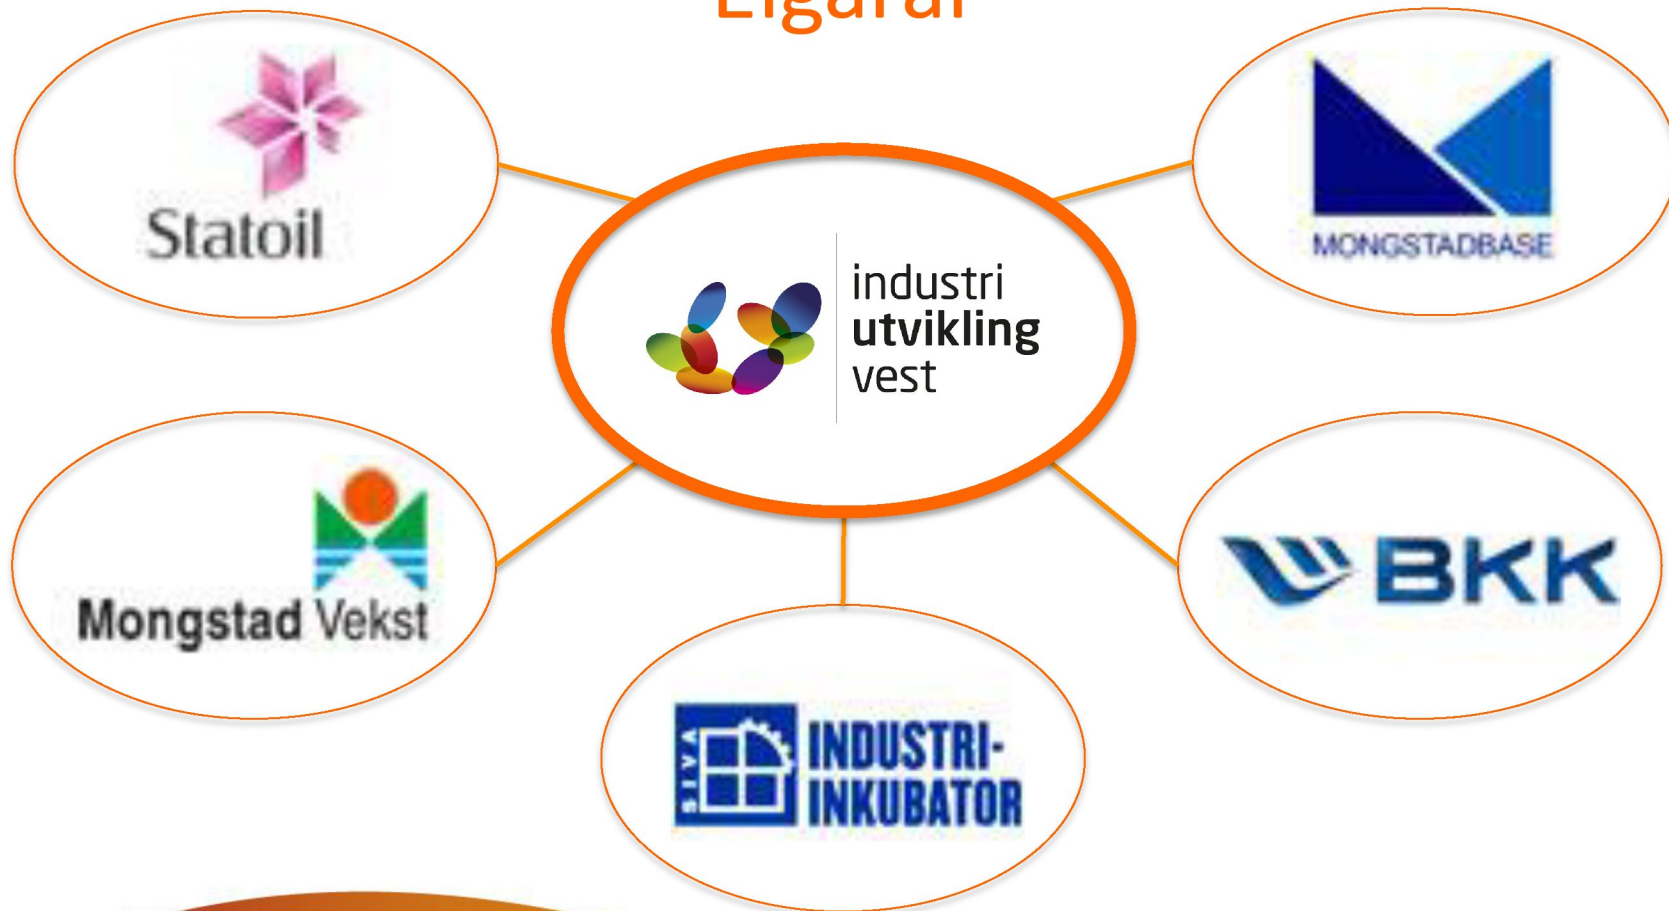 Eigarar
Statoil
MONGSTADBASE
industri
utvikling
vest
Mongstad Vekst
BKK
SIVA
INDUSTRI-
INKUBATOR